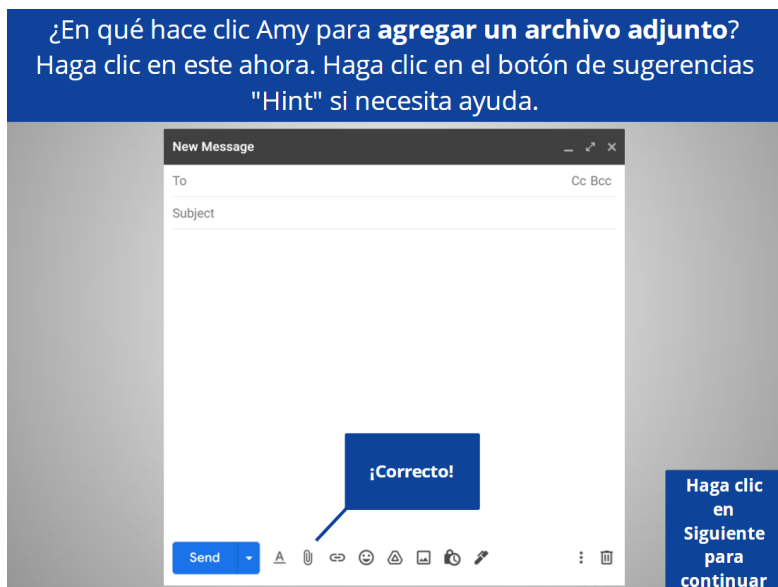 ¿En qué hace clic Amy para agregar un archivo adjunto?
Haga clic en este ahora. Haga clic en el botón de sugerencias
"Hint" si necesita ayuda.
New Message
To
Cc Bcc
Subject
¡Correcto!
Send
Haga clic
en
Siguiente
para
continuar